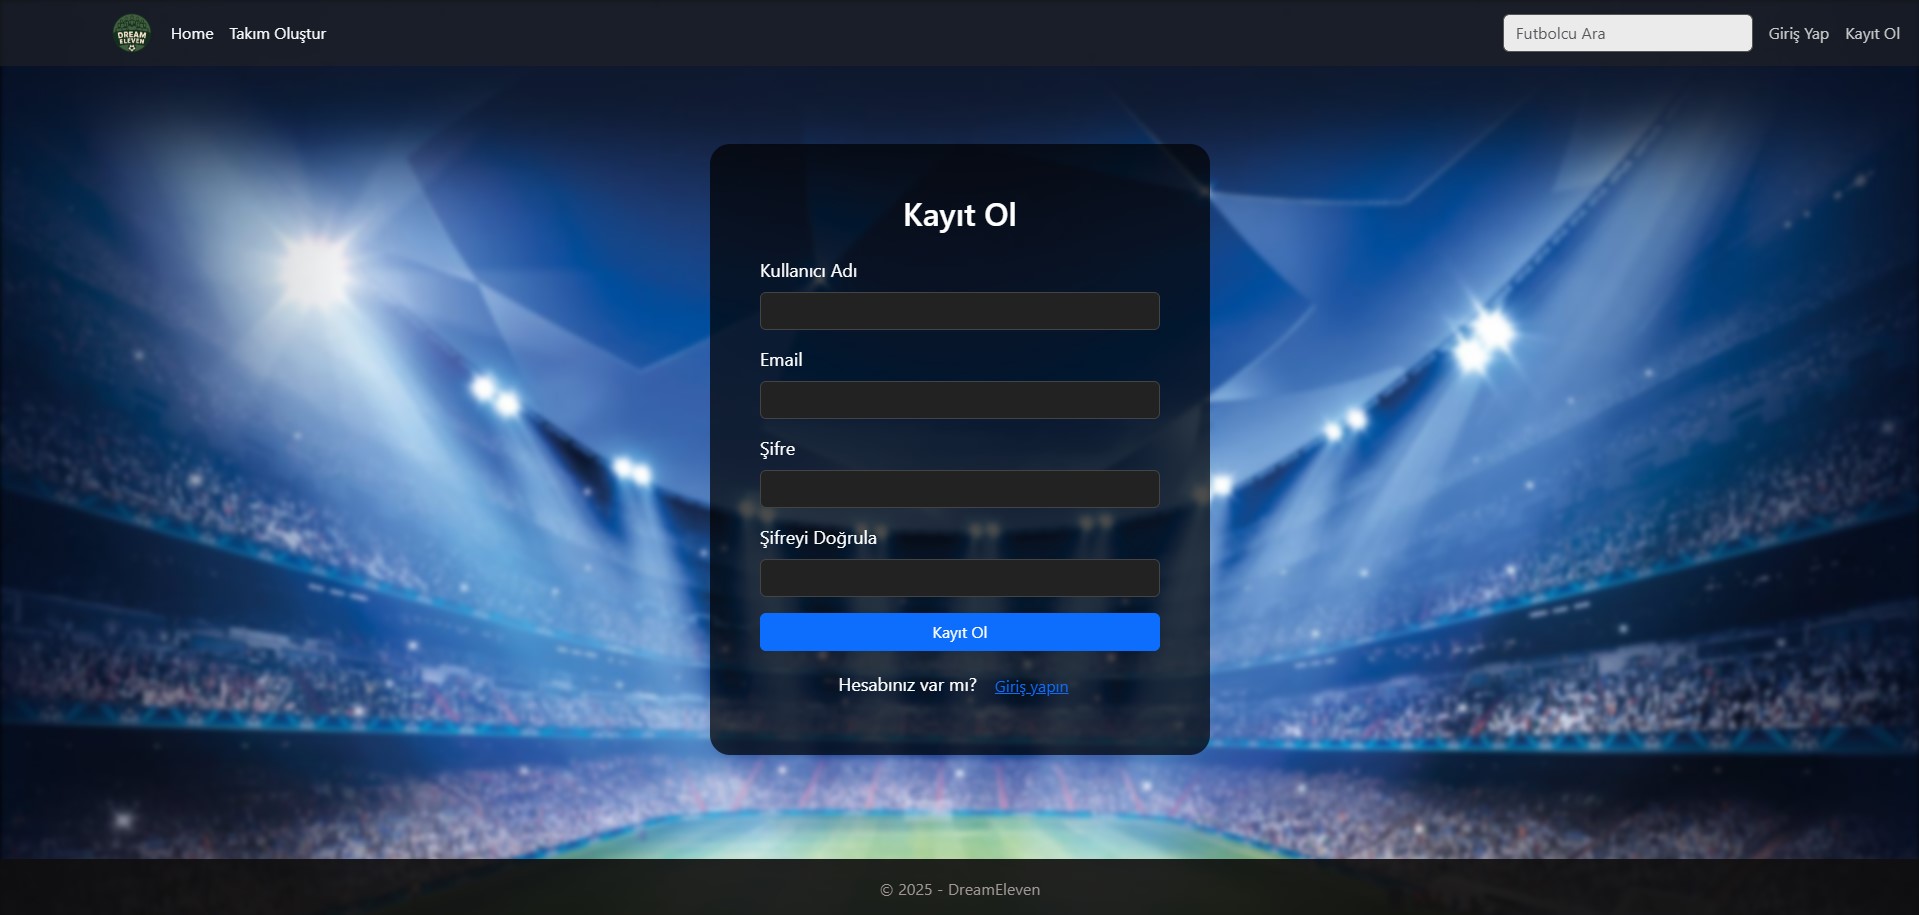 DREAM
ELEVEN
Home
Takım Oluştur
Futbolcu Ara
Giriş Yap
Kayıt Ol
Kayıt Ol
Kullanıcı Adı
Email
Şifre
Şifreyi Doğrula
Kayıt Ol
Hesabınız var mı? Giriş yapın
© 2025 - DreamEleven